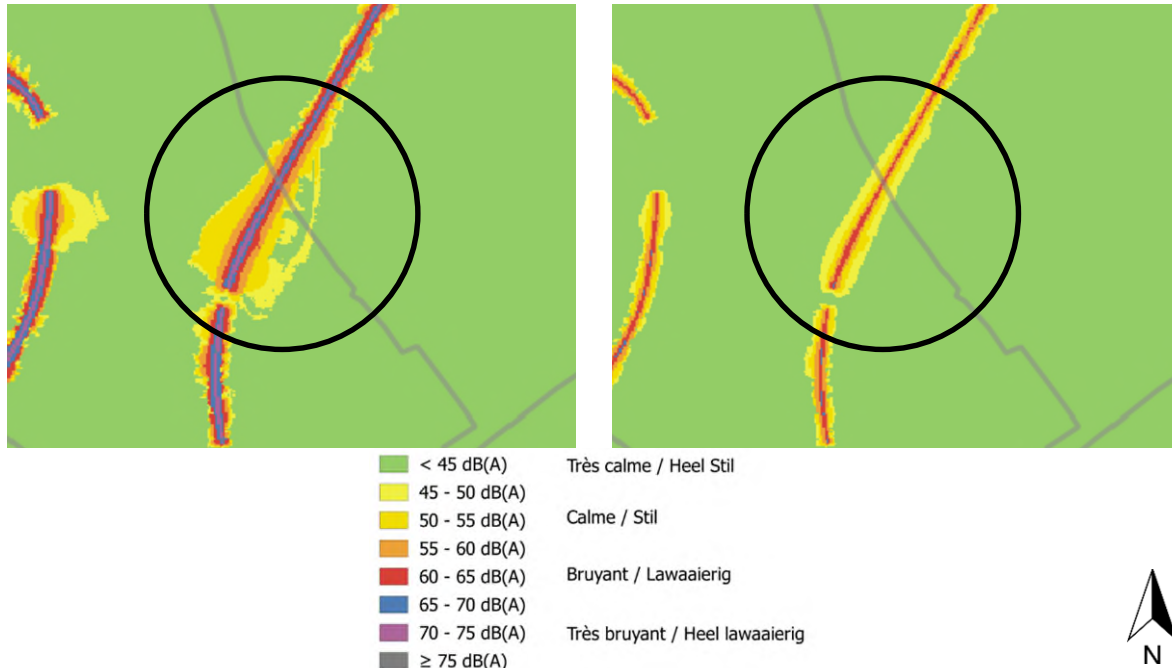 < 45 dB(A) Très calme / Heel Stil
45 - 50 dB(A)
50 - 55 dB(A) Calme / Stil
55 - 60 dB(A)
60 - 65 dB(A) Bruyant / Lawaaierig
65 - 70 dB(A)
70 - 75 dB(A) Très bruyant / Heel lawaaierig
≥ 75 dB(A)
N